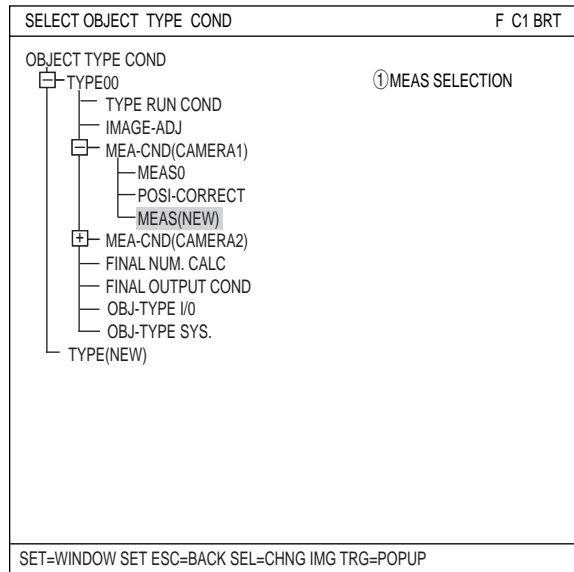 SELECT OBJECT TYPE COND F C1 BRT
OBJECT TYPE COND
TYPE00 ①MEAS SELECTION
TYPE RUN COND
IMAGE-ADJ
MEA-CND(CAMERA1)
MEAS0
POSI-CORRECT
MEAS(NEW)
MEA-CND(CAMERA2)
FINAL NUM. CALC
FINAL OUTPUT COND
OBJ-TYPE I/0
OBJ-TYPE SYS.
TYPE(NEW)
SET=WINDOW SET ESC=BACK SEL=CHNG IMG TRG=POPUP